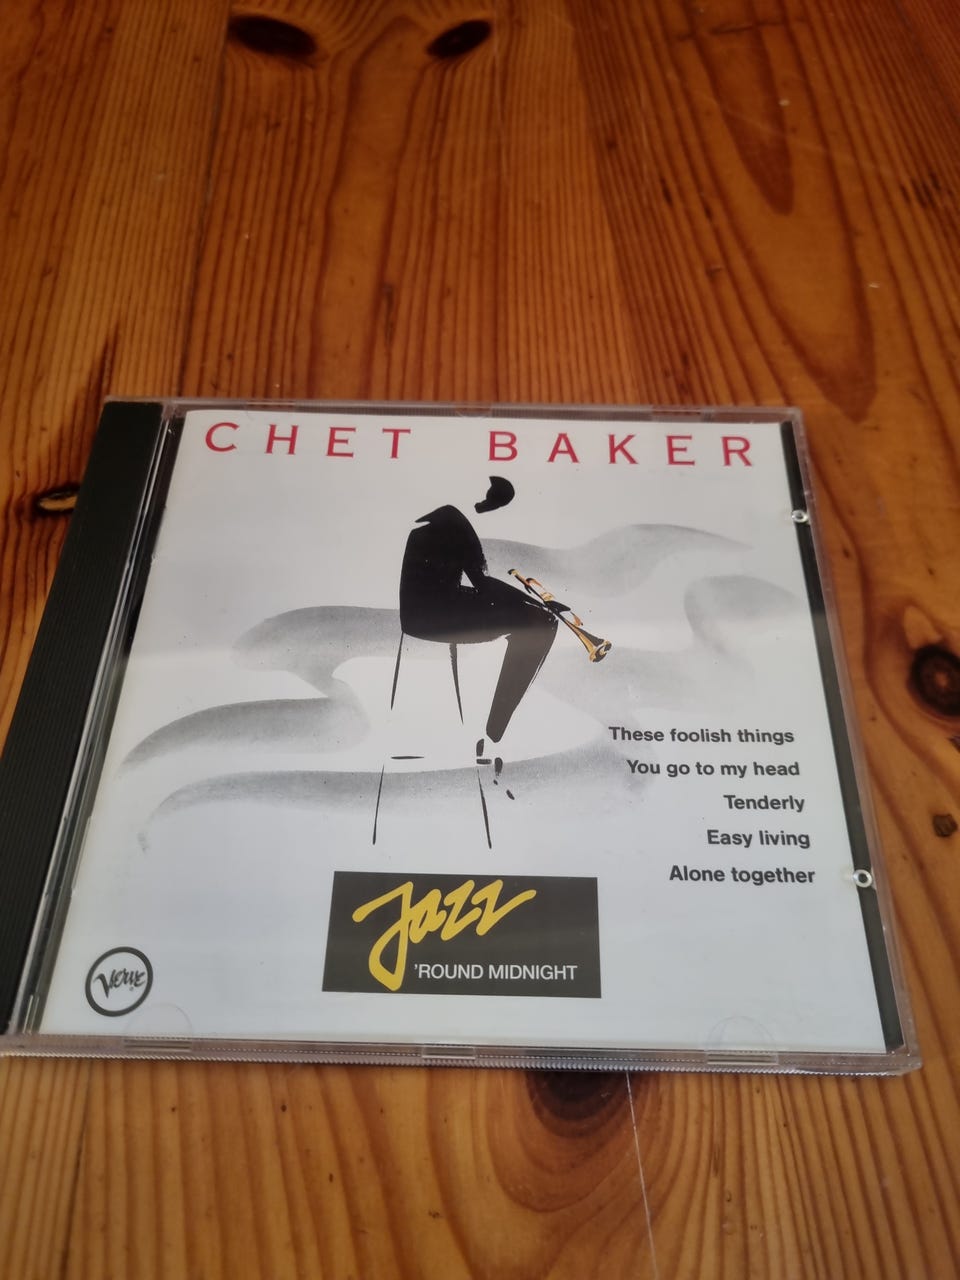 CHET BAKER
These foolish things
You go to my head
Tenderly
Easy living
Alone together
Jazz
'ROUND MIDNIGHT
VERVE